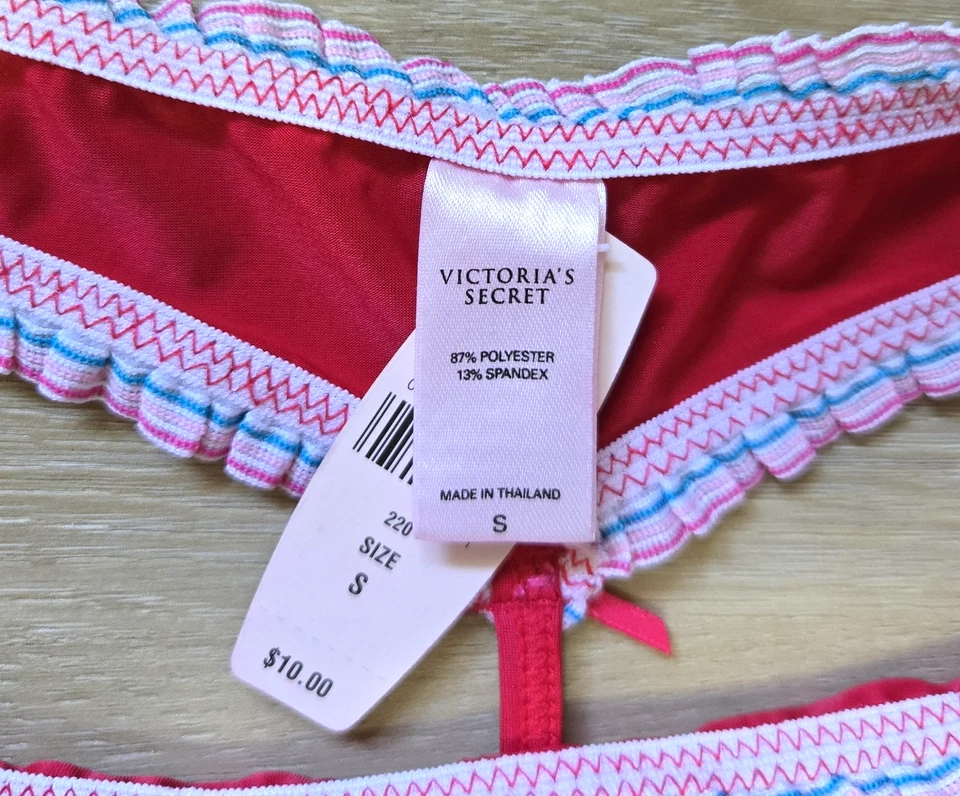 VICTORIA'S
SECRET
87% POLYESTER
13% SPANDEX
MADE IN THAILAND
S
220
SIZE
S
$10.00